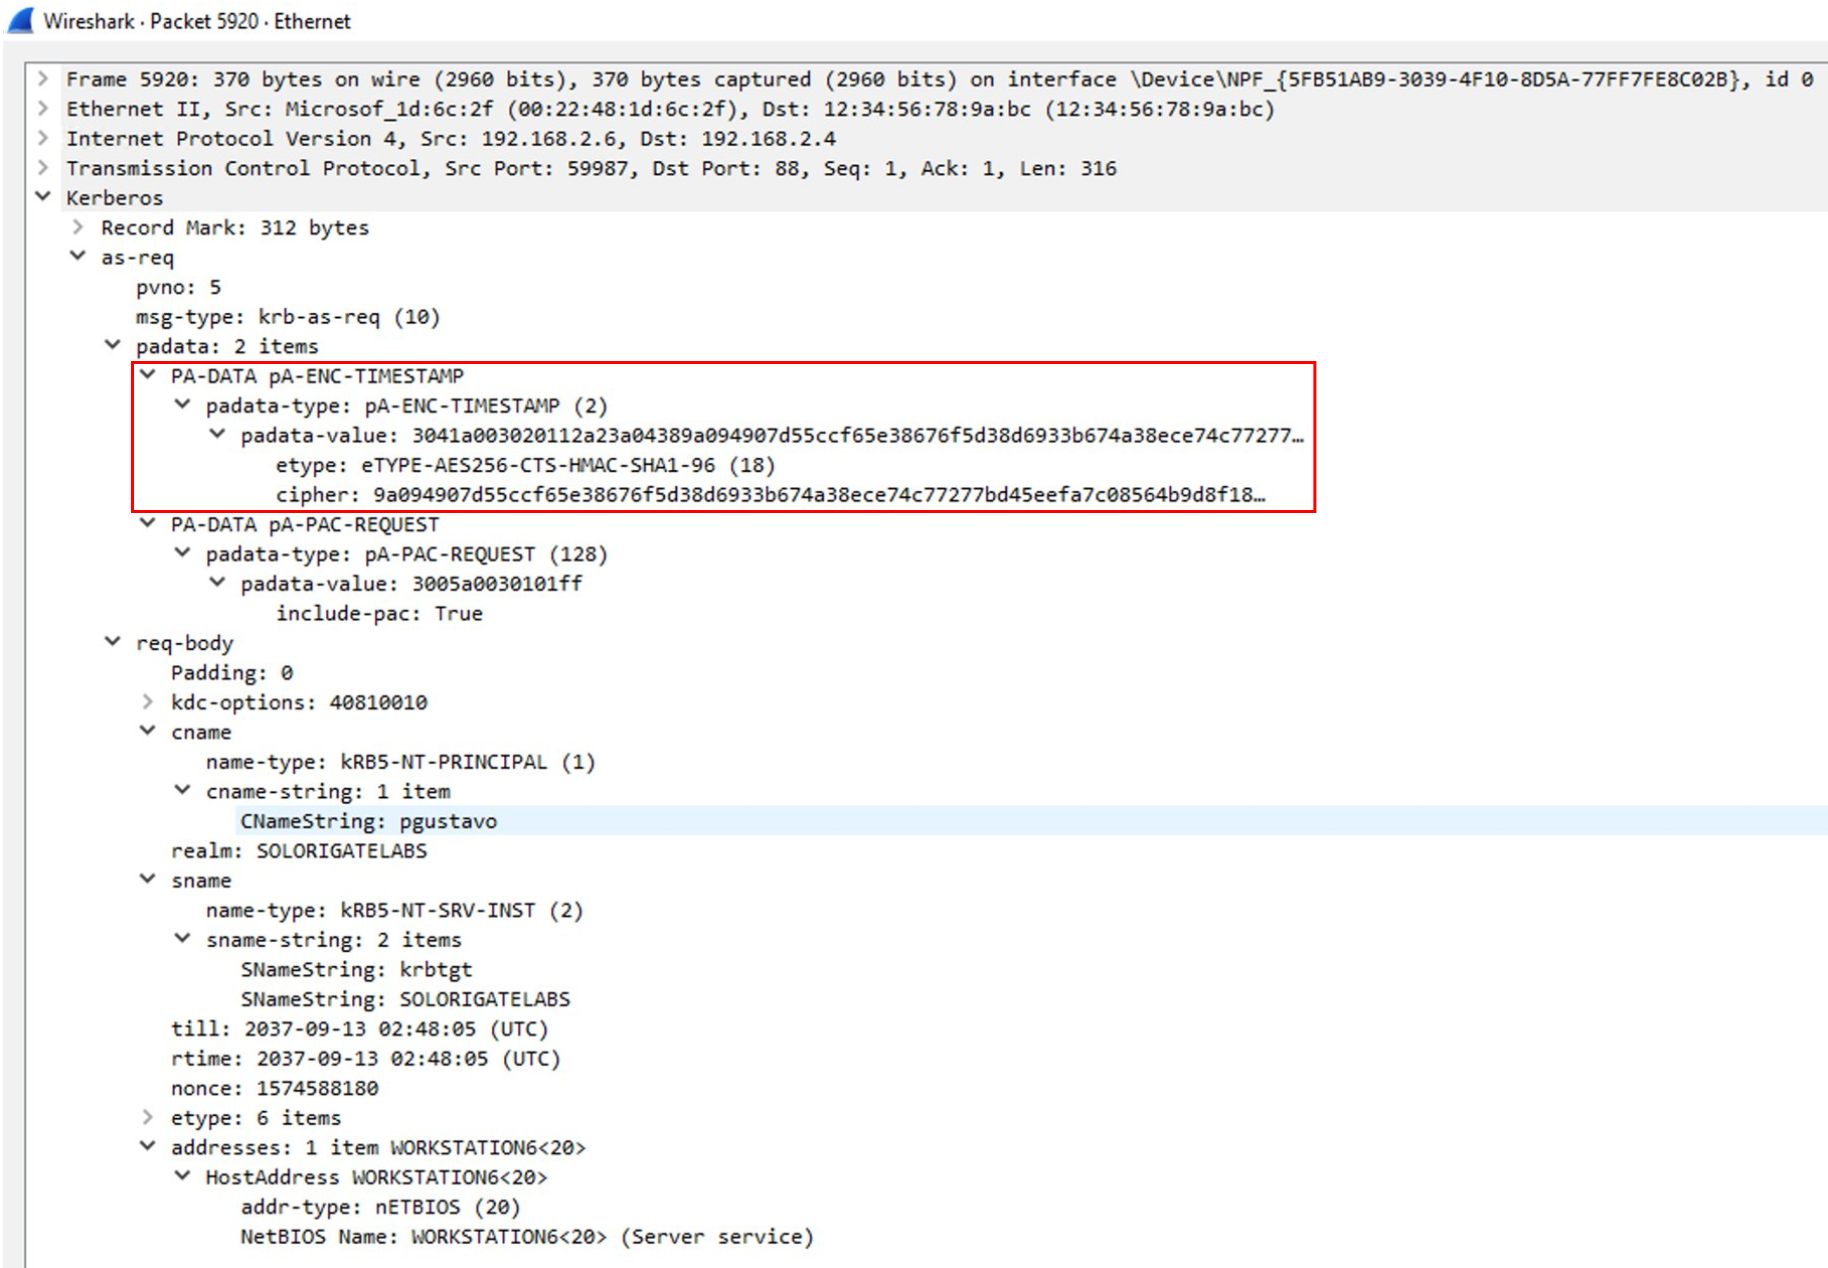 Wireshark · Packet 5920 · Ethernet
Frame 5920: 370 bytes on wire (2960 bits), 370 bytes captured (2960 bits) on interface \Device\NPF_{5FB51AB9-3039-4F10-8D5A-77FF7FE8C02B}, id 0
Ethernet II, Src: Microsof_1d:6c:2f (00:22:48:1d:6c:2f), Dst: 12:34:56:78:9a:bc (12:34:56:78:9a:bc)
Internet Protocol Version 4, Src: 192.168.2.6, Dst: 192.168.2.4
Transmission Control Protocol, Src Port: 59987, Dst Port: 88, Seq: 1, Ack: 1, Len: 316
Kerberos
Record Mark: 312 bytes
as-req
pvno: 5
msg-type: krb-as-req (10)
padata: 2 items
PA-DATA pA-ENC-TIMESTAMP
padata-type: pA-ENC-TIMESTAMP (2)
padata-value: 3041a003020112a23a04389a094907d55ccf65e38676f5d38d6933b674a38ece74c77277…
etype: eTYPE-AES256-CTS-HMAC-SHA1-96 (18)
cipher: 9a094907d55ccf65e38676f5d38d6933b674a38ece74c77277bd45eefa7c08564b9d8f18…
PA-DATA pA-PAC-REQUEST
padata-type: pA-PAC-REQUEST (128)
padata-value: 3005a0030101ff
include-pac: True
req-body
Padding: 0
kdc-options: 40810010
cname
name-type: kRB5-NT-PRINCIPAL (1)
cname-string: 1 item
CNameString: pgustavo
realm: SOLORIGATELABS
sname
name-type: kRB5-NT-SRV-INST (2)
sname-string: 2 items
SNameString: krbtgt
SNameString: SOLORIGATELABS
till: 2037-09-13 02:48:05 (UTC)
rtime: 2037-09-13 02:48:05 (UTC)
nonce: 1574588180
etype: 6 items
addresses: 1 item WORKSTATION6<20>
HostAddress WORKSTATION6<20>
addr-type: nETBIOS (20)
NetBIOS Name: WORKSTATION6<20> (Server service)